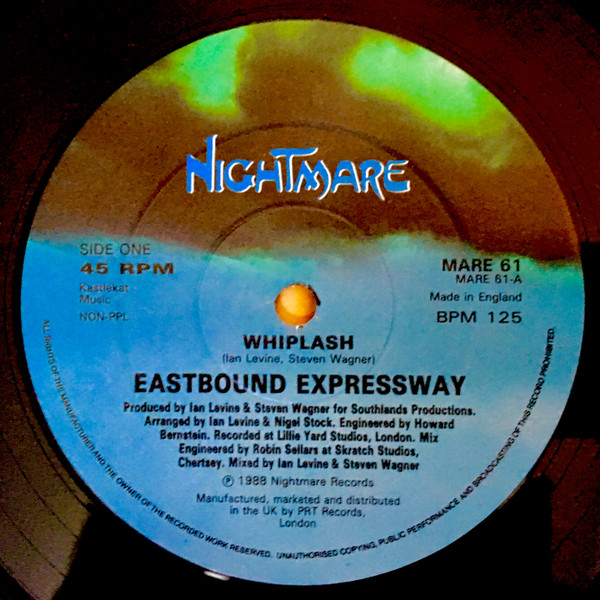 NIGHTMARE
SIDE ONE
45 RPM
Kastlekat
Music
NON-PPL
MARE 61
MARE 61-A
Made in England
BPM 125
WHIPLASH
(Ian Levine, Steven Wagner)
EASTBOUND EXPRESSWAY
Produced by Ian Levine & Steven Wagner for Southlands Productions.
Arranged by Ian Levine & Nigel Stock. Engineered by Howard
Bernstein. Recorded at Lillie Yard Studios, London. Mix
Engineered by Robin Sellars at Skratch Studios,
Chertsey. Mixed by Ian Levine & Steven Wagner
Ⓟ 1988 Nightmare Records
Manufactured, marketed and distributed
in the UK by PRT Records,
London
ALL RIGHTS OF THE MANUFACTURER AND THE OWNER OF THE RECORDED WORK RESERVED. UNAUTHORISED COPYING, PUBLIC PERFORMANCE AND BROADCASTING OF THIS RECORD PROHIBITED.